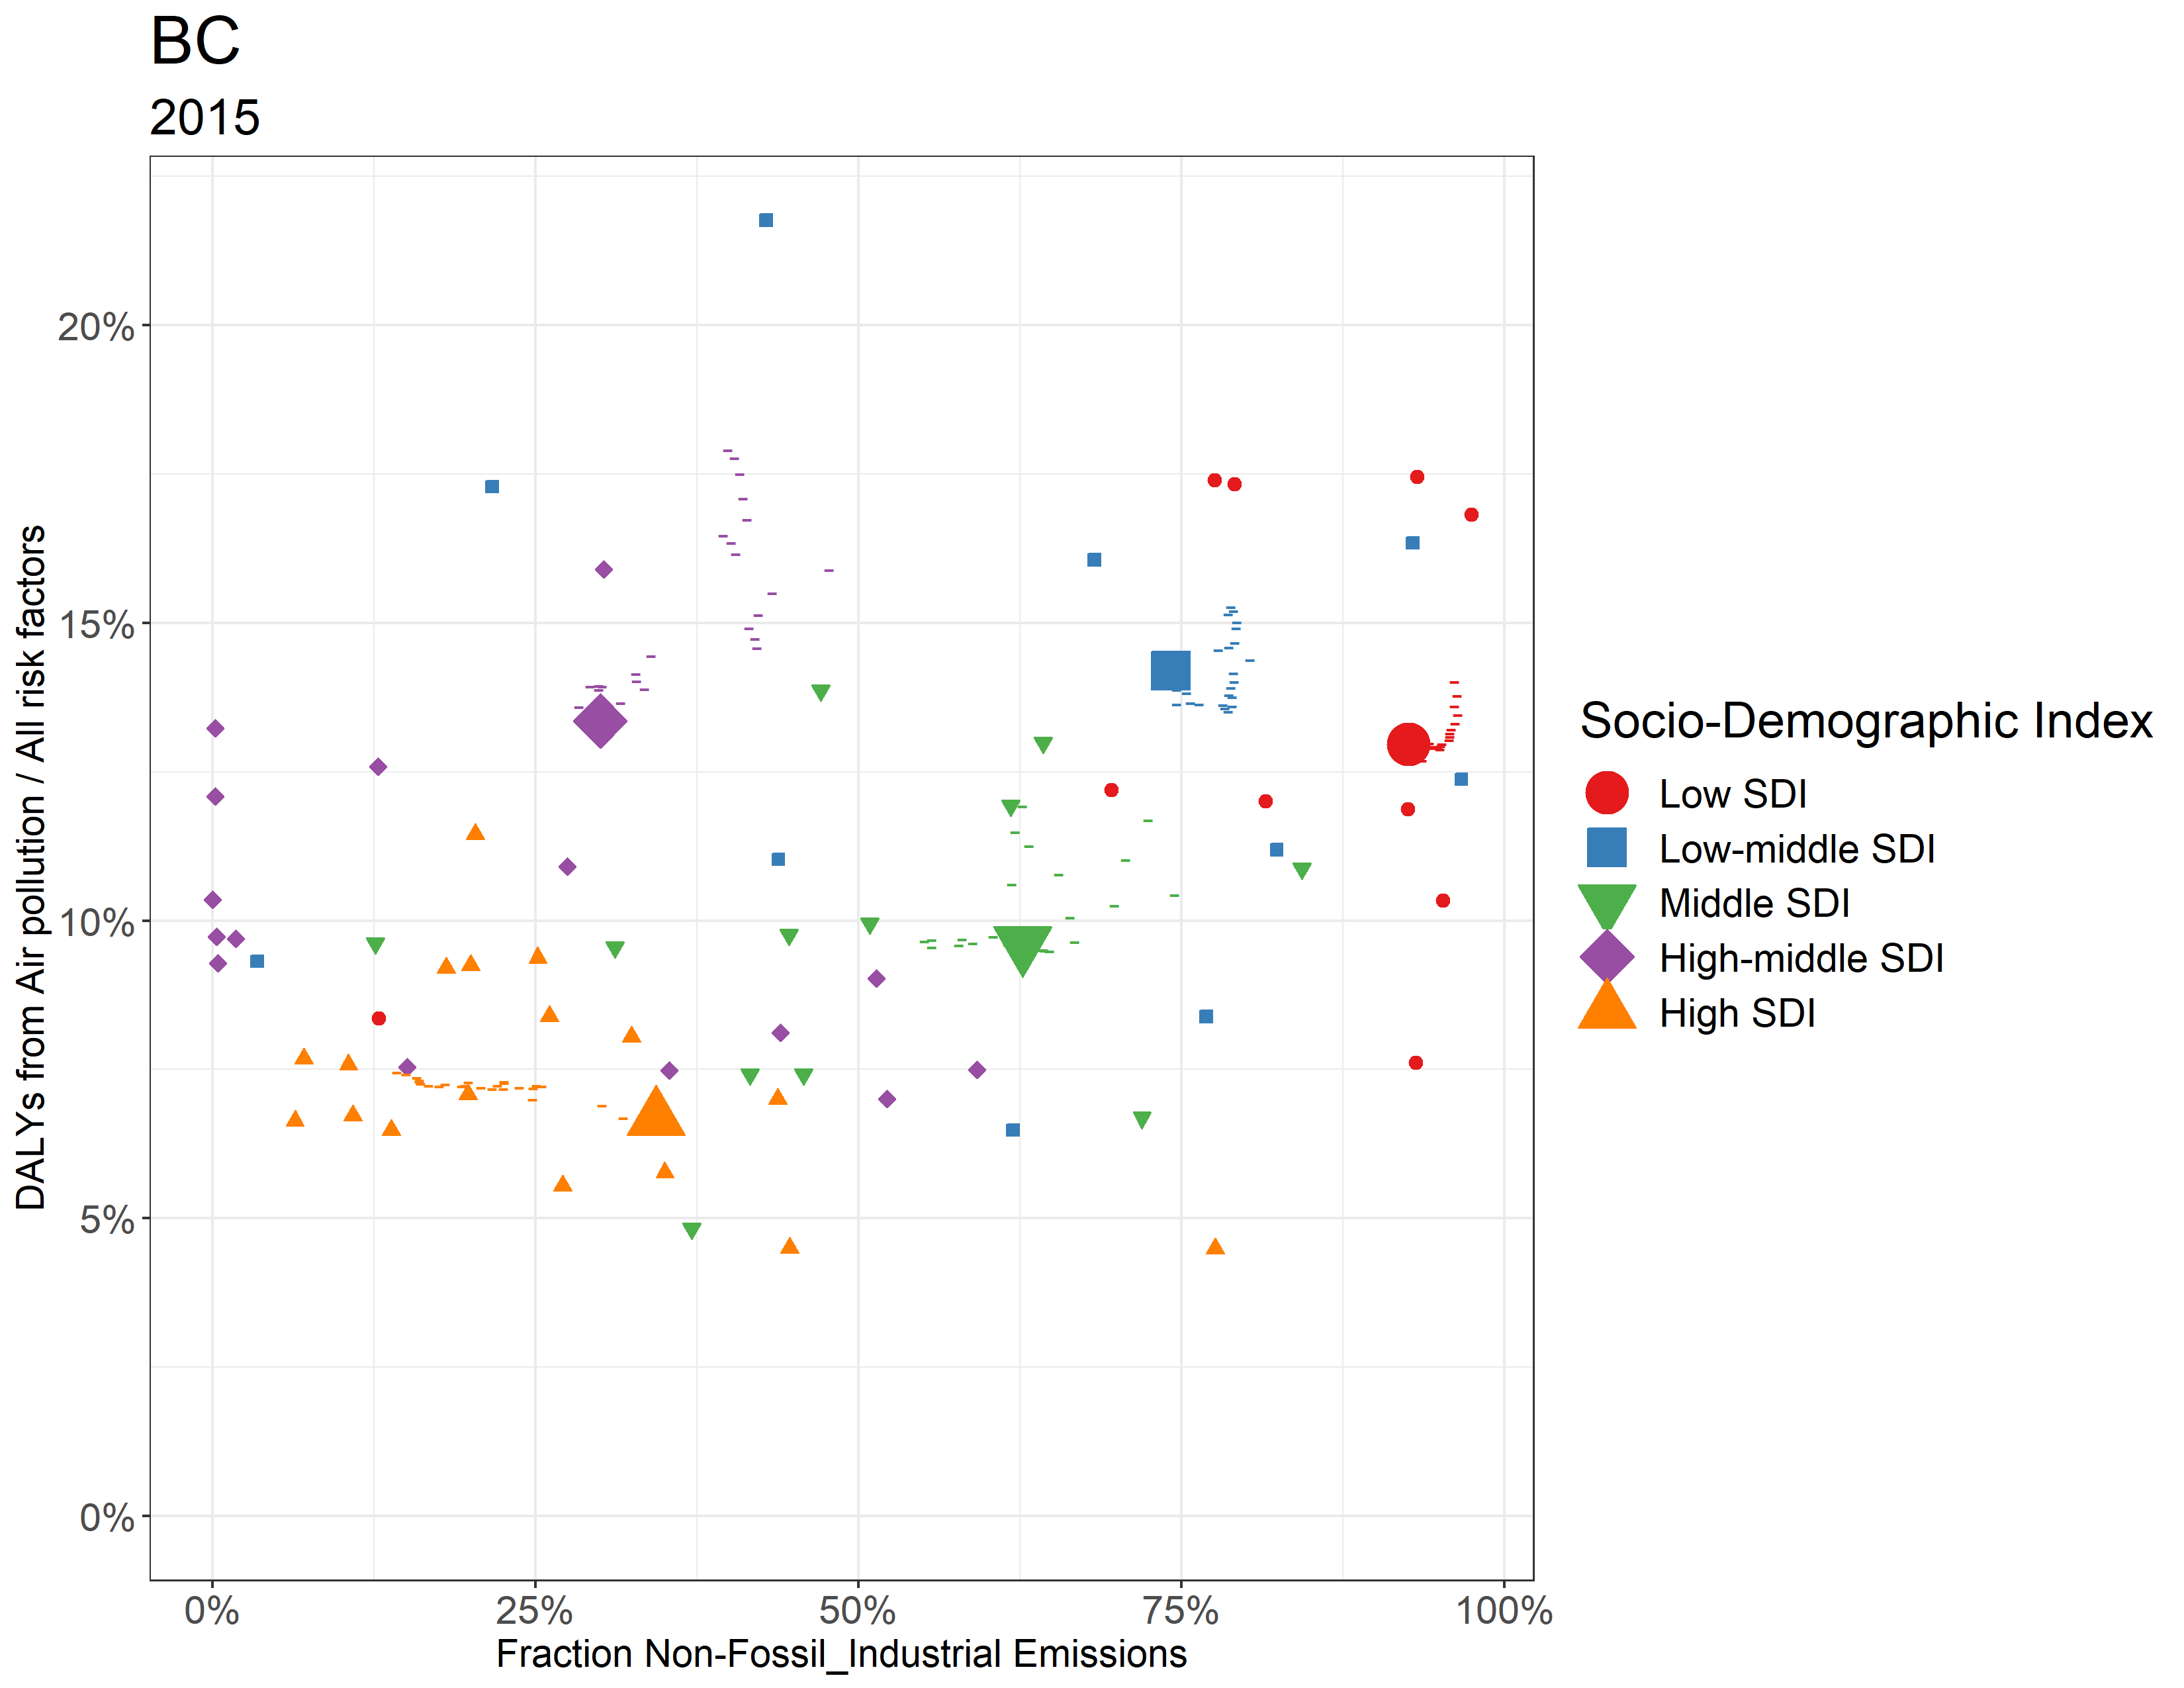 BC
2015
DALYs from Air pollution / All risk factors
20%
15%
10%
5%
0%
0%
25%
50%
75%
100%
Fraction Non-Fossil_Industrial Emissions
Socio-Demographic Index
Low SDI
Low-middle SDI
Middle SDI
High-middle SDI
High SDI